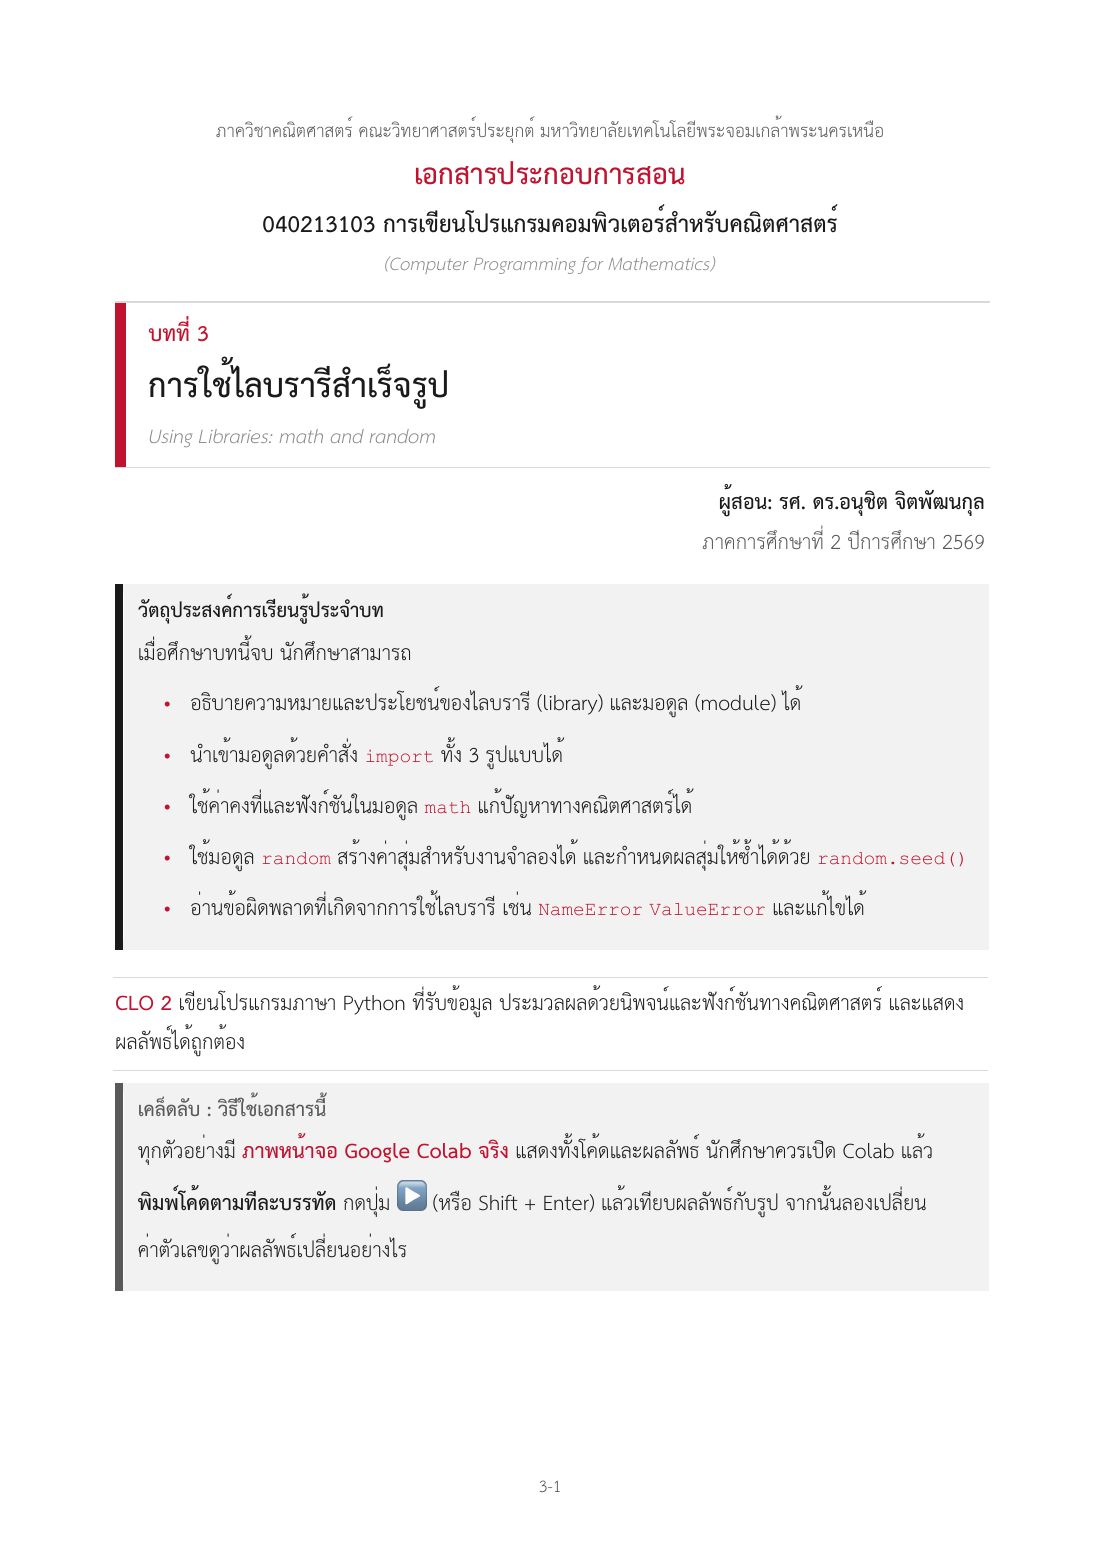 ภาควิชาคณิตศาสตร์ คณะวิทยาศาสตร์ประยุกต์ มหาวิทยาลัยเทคโนโลยีพระจอมเกล้าพระนครเหนือ
เอกสารประกอบการสอน
040213103 การเขียนโปรแกรมคอมพิวเตอร์สำหรับคณิตศาสตร์
(Computer Programming for Mathematics)
บทที่ 3
การใช้ไลบรารีสำเร็จรูป
Using Libraries: math and random
ผู้สอน: รศ. ดร.อนุชิต จิตพัฒนกุล
ภาคการศึกษาที่ 2 ปีการศึกษา 2569
วัตถุประสงค์การเรียนรู้ประจำบท
เมื่อศึกษาบทนี้จบ นักศึกษาสามารถ
• อธิบายความหมายและประโยชน์ของไลบรารี (library) และมอดูล (module) ได้
• นำเข้ามอดูลด้วยคำสั่ง import ทั้ง 3 รูปแบบได้
• ใช้ค่าคงที่และฟังก์ชันในมอดูล math แก้ปัญหาทางคณิตศาสตร์ได้
• ใช้มอดูล random สร้างค่าสุ่มสำหรับงานจำลองได้ และกำหนดผลสุ่มให้ซ้ำได้ด้วย random.seed()
• อ่านข้อผิดพลาดที่เกิดจากการใช้ไลบรารี เช่น NameError ValueError และแก้ไขได้
CLO 2 เขียนโปรแกรมภาษา Python ที่รับข้อมูล ประมวลผลด้วยนิพจน์และฟังก์ชันทางคณิตศาสตร์ และแสดง
ผลลัพธ์ได้ถูกต้อง
เคล็ดลับ : วิธีใช้เอกสารนี้
ทุกตัวอย่างมี ภาพหน้าจอ Google Colab จริง แสดงทั้งโค้ดและผลลัพธ์ นักศึกษาควรเปิด Colab แล้ว
พิมพ์โค้ดตามทีละบรรทัด กดปุ่ม ▶ (หรือ Shift + Enter) แล้วเทียบผลลัพธ์กับรูป จากนั้นลองเปลี่ยน
ค่าตัวเลขดูว่าผลลัพธ์เปลี่ยนอย่างไร
3-1